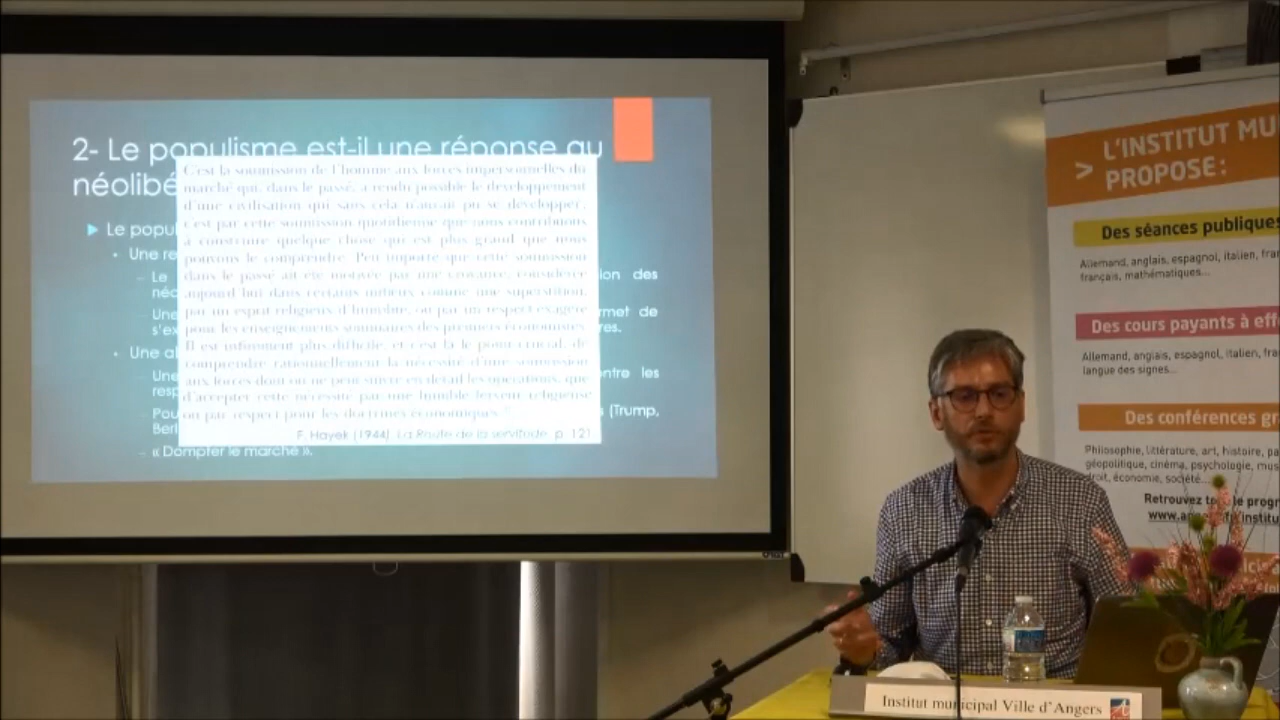 2- Le populisme est-il une réponse au
néolibé
Le popul
Une re
Le
ion des
néc
Une
rmet de
s'ex
res.
Une al
Une
entre les
resp
Pou
s (Trump,
Berl
« Dompter le marché ».
C'est la soumission de l'homme aux forces impersonnelles du
marché qui, dans le passé, a rendu possible le développement
d'une civilisation qui sans cela n'aurait pu se développer;
c'est par cette soumission quotidienne que nous contribuons
à construire quelque chose qui est plus grand que nous
pouvons le comprendre. Peu importe que cette soumission
dans le passé ait été motivée par une croyance, considérée
aujourd'hui dans certains milieux comme une superstition,
par un esprit religieux d'humilité, ou par un respect exagéré
pour les enseignements sommaires des premiers économistes.
Il est infiniment plus difficile, et c'est là le point crucial, de
comprendre rationnellement la nécessité d'une soumission
aux forces dont on ne peut suivre en détail les opérations, que
d'accepter cette nécessité par une humble ferveur religieuse
ou par respect pour les doctrines économiques."
F. Hayek (1944), La Route de la servitude, p. 121
> L'INSTITUT MU
PROPOSE :
Des séances publiques
Allemand, anglais, espagnol, italien, fra
français, mathématiques...
Des cours payants à eff
Allemand, anglais, espagnol, italien, fra
langue des signes...
Des conférences gr
Philosophie, littérature, art, histoire, pa
géopolitique, cinéma, psychologie, mus
droit, économie, société...
Retrouvez le progr
Institut municipal Ville d'Angers